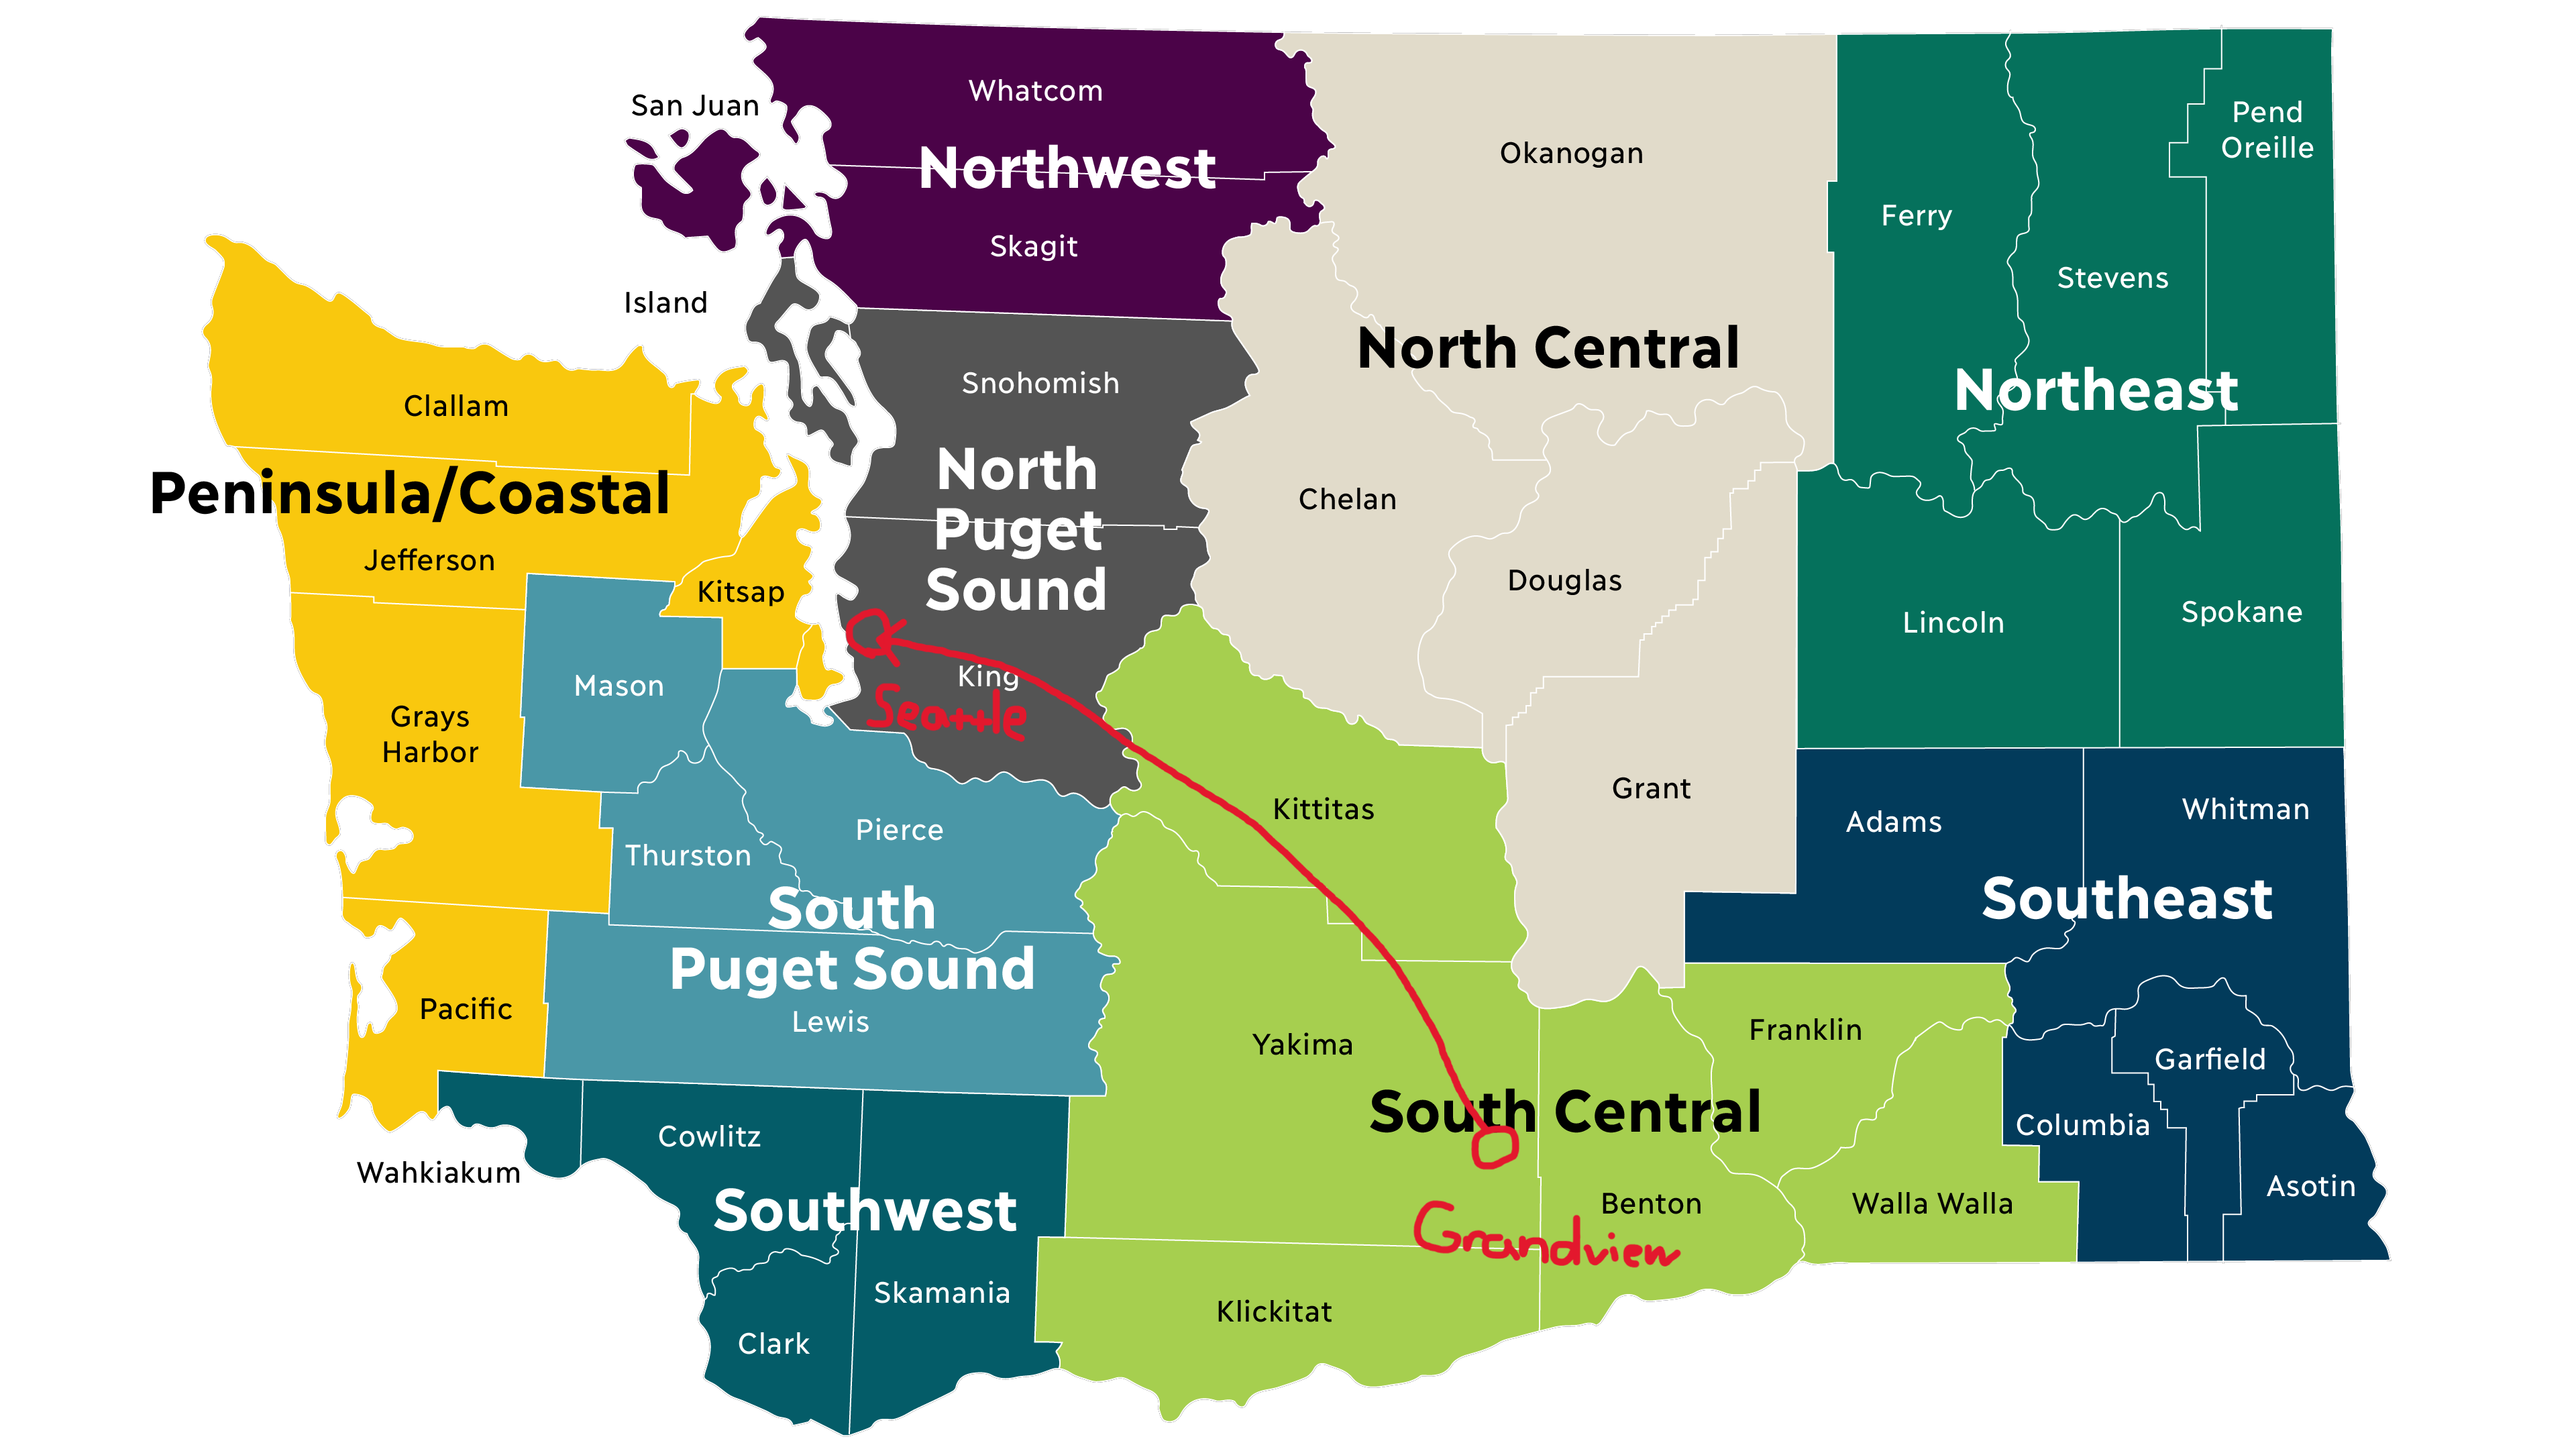 Whatcom
San Juan
Northwest
Okanogan
Pend
Oreille
Ferry
Skagit
Stevens
Island
North Central
Snohomish
Northeast
Clallam
North
Peninsula/Coastal
Chelan
Puget
Jefferson
Douglas
Kitsap
Sound
Lincoln
Spokane
King
Mason
Seattle
Grays
Harbor
Grant
Kittitas
Whitman
Adams
Pierce
Thurston
Southeast
South
Puget Sound
Pacific
Lewis
Franklin
Yakima
Garfield
South Central
Columbia
Cowlitz
Wahkiakum
Asotin
Benton
Walla Walla
Southwest
Grandview
Skamania
Klickitat
Clark